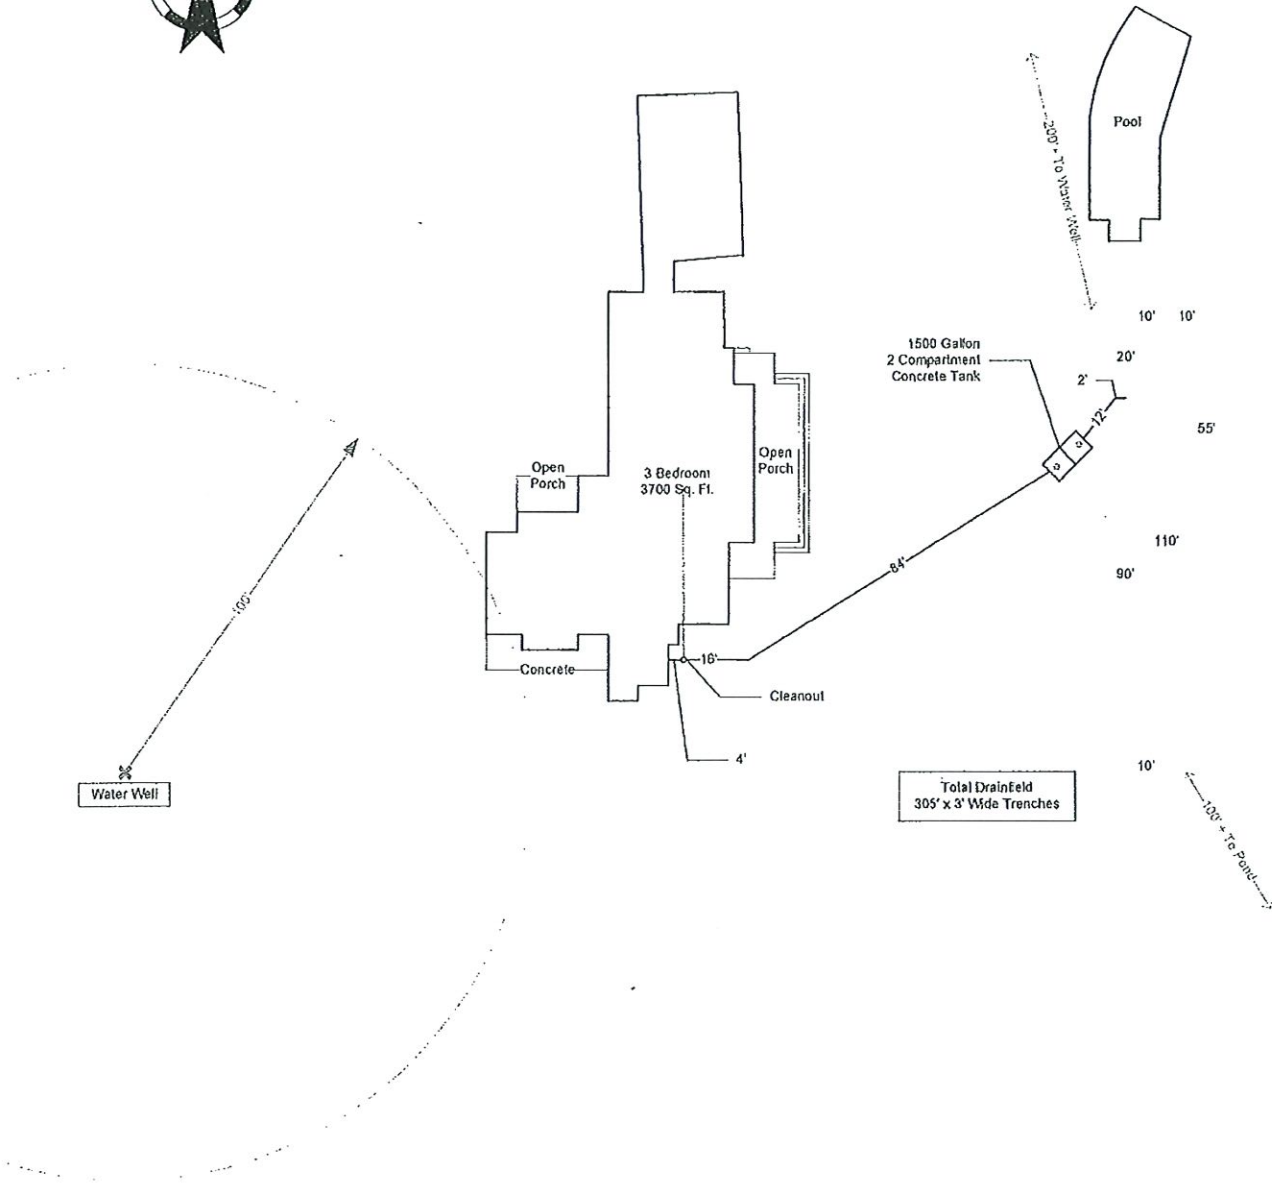 Pool
200' + To Water Well
10' 10'
1500 Gallon
2 Compartment
Concrete Tank
20'
2'
12'
55'
Open
Porch
3 Bedroom
3700 Sq. Ft.
Open
Porch
110'
84'
90'
Concrete
16'
Cleanout
4'
Water Well
10'
Total Drainfield
305' x 3' Wide Trenches
100' + To Pond